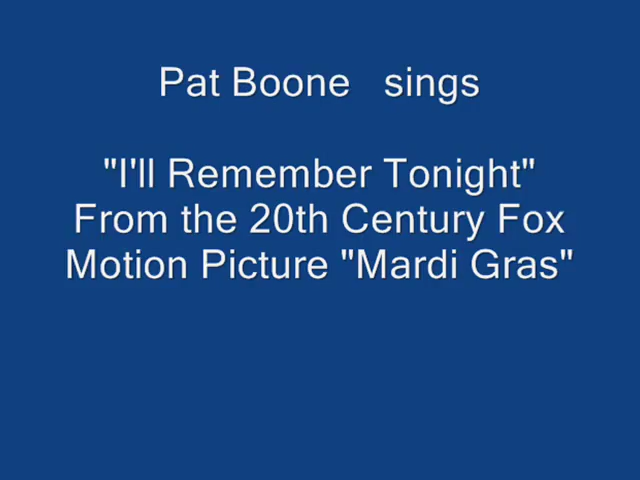 Pat Boone   sings
"I'll Remember Tonight"
From the 20th Century Fox
Motion Picture "Mardi Gras"